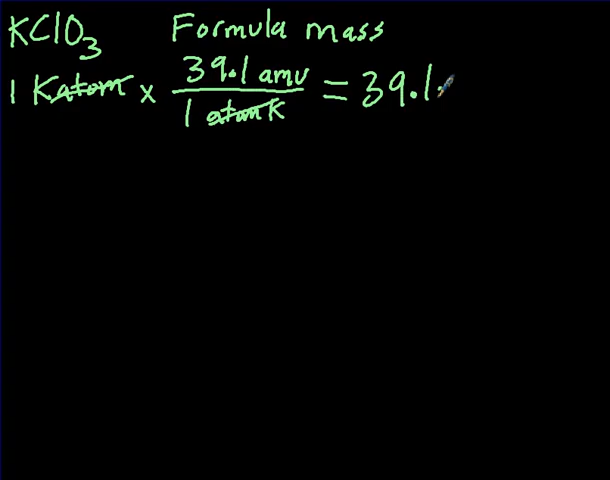 KClO3 Formula mass
1 K atom x 39.1 amu / 1 atom K = 39.1